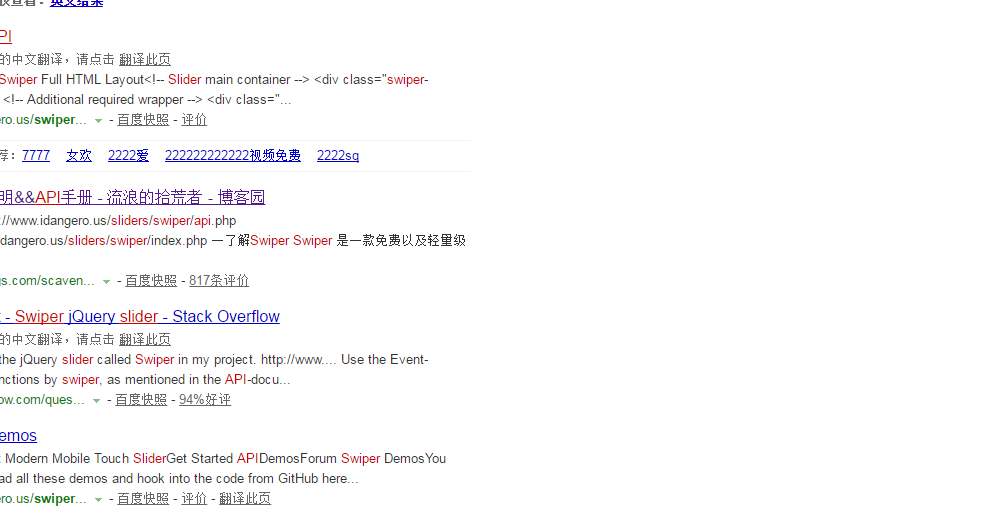 英文结果
PI
的中文翻译，请点击 翻译此页
Swiper Full HTML Layout<!-- Slider main container --> <div class="swiper-
<!-- Additional required wrapper --> <div class="...
ero.us/swiper... - 百度快照 - 评价
荐：7777 女欢 2222爱 222222222222视频免费 2222sq
明&&API手册 - 流浪的拾荒者 - 博客园
://www.idangero.us/sliders/swiper/api.php
dangero.us/sliders/swiper/index.php 一了解Swiper Swiper 是一款免费以及轻量级
gs.com/scaven... - 百度快照 - 817条评价
- Swiper jQuery slider - Stack Overflow
的中文翻译，请点击 翻译此页
the jQuery slider called Swiper in my project. http://www.... Use the Event-
nctions by swiper, as mentioned in the API-docu...
ow.com/ques... - 百度快照 - 94%好评
emos
Modern Mobile Touch SliderGet Started APIDemosForum Swiper DemosYou
ad all these demos and hook into the code from GitHub here...
ero.us/swiper... - 百度快照 - 评价 - 翻译此页